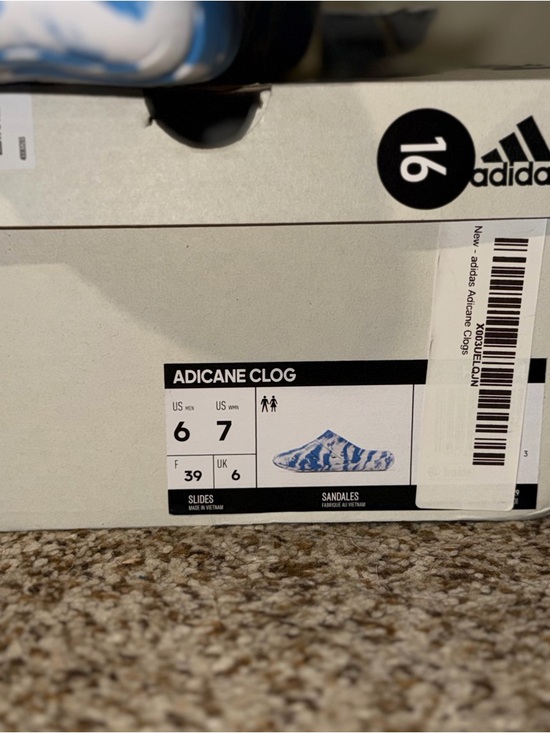 16
adidas
New - adidas Adicane Clogs
X003UELQJN
ADICANE CLOG
US MEN
US WMN
6
7
F
39
UK
6
3
SLIDES
MADE IN VIETNAM
SANDALES
FABRIQUÉ AU VIETNAM